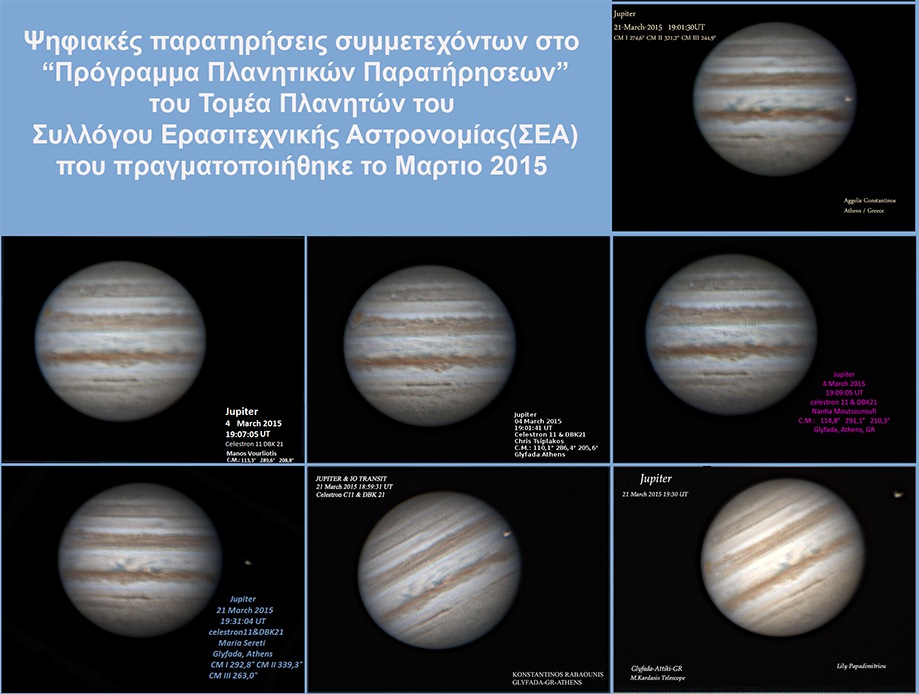 Ψηφιακές παρατηρήσεις συμμετεχόντων στο
“Πρόγραμμα Πλανητικών Παρατήρησεων”
του Τομέα Πλανητών του
Συλλόγου Ερασιτεχνικής Αστρονομίας(ΣΕΑ)
που πραγματοποιήθηκε το Μαρτιο 2015
Jupiter
21-March-2015 19:01:30UT
CM I 274,6° CM II 321,2° CM III 244,9°
Aggelis Constantinos
Athens / Greece
Jupiter
4 March 2015
19:07:05 UT
Celestron 11 DBK 21
Manos Vourliotis
C.M.: 113,3° 289,6° 208,8°
Jupiter
04 March 2015
19:01:41 UT
Celestron 11 & DBK21
Chris Tsiplakos
C.M.: 110,1° 286,4° 205,6°
Glyfada Athens
Jupiter
4 March 2015
19:09:05 UT
celestron 11 & DBK21
Nantia Moutsouroufi
C.M.: 114,8° 291,1° 210,3°
Glyfada, Athens, GR
Jupiter
21 March 2015
19:31:04 UT
celestron11&DBK21
Maria Sereti
Glyfada, Athens
CM I 292,8° CM II 339,3°
CM III 263,0°
JUPITER & IO TRANSIT
21 March 2015 18:59:31 UT
Celestron C11 & DBK 21
KONSTANTINOS RABAOUNIS
GLYFADA-GR-ATHENS
Jupiter
21 March 2015 19:30 UT
Glyfada-Attiki-GR
M.Kardasis Telescope
Lily Papadimitriou